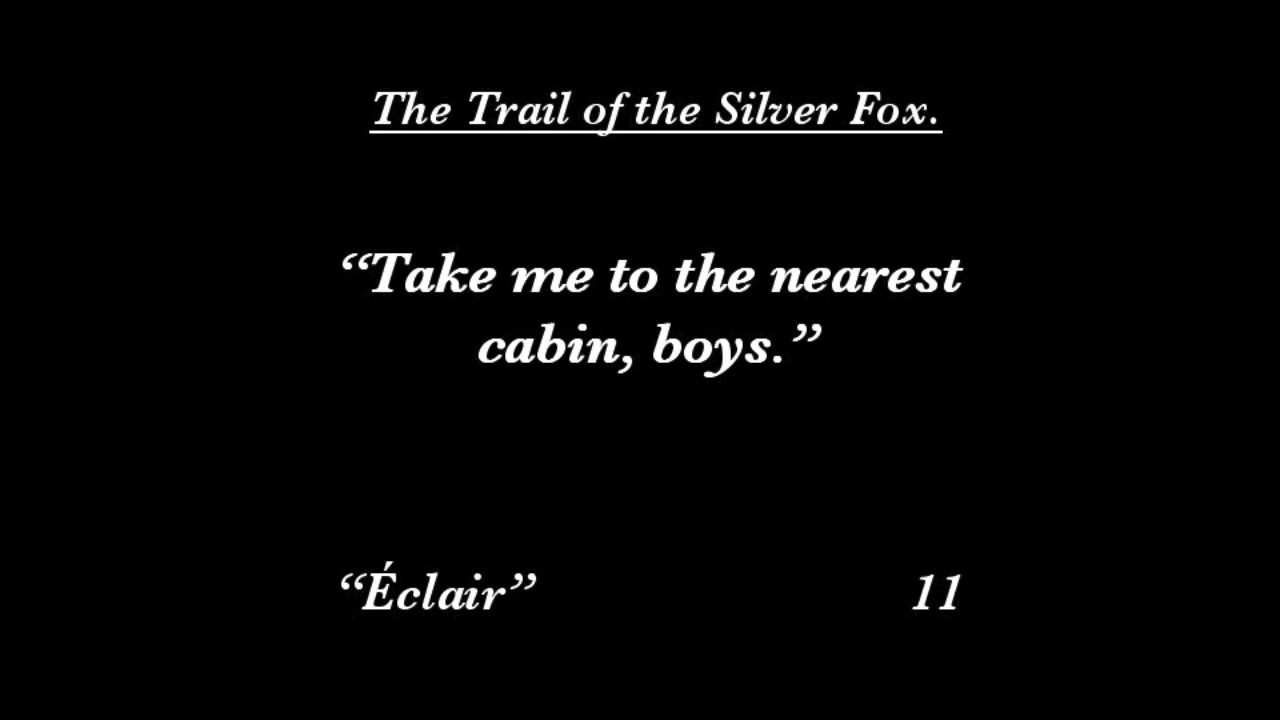 The Trail of the Silver Fox.
“Take me to the nearest
cabin, boys.”
“Éclair” 11